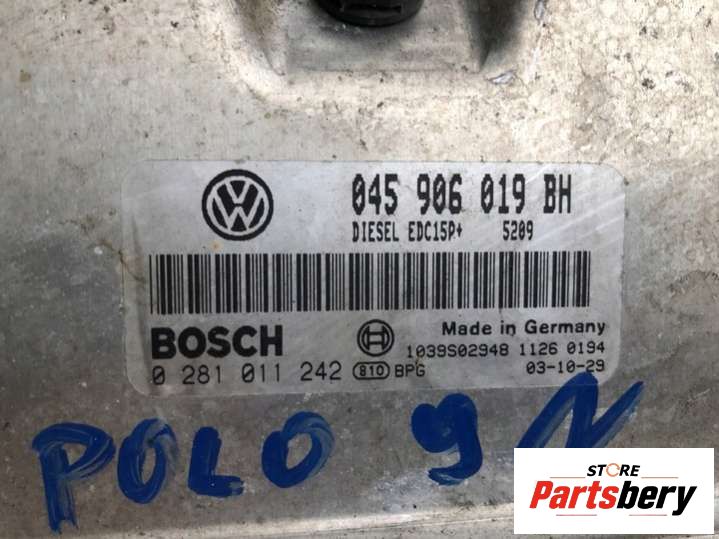 045 906 019 BH
DIESEL EDC15P+ 5209
BOSCH
Made in Germany
1039S02948 1126 0194
0 281 011 242 810 BPG 03-10-29
POLO 9N
STORE
Partsbery